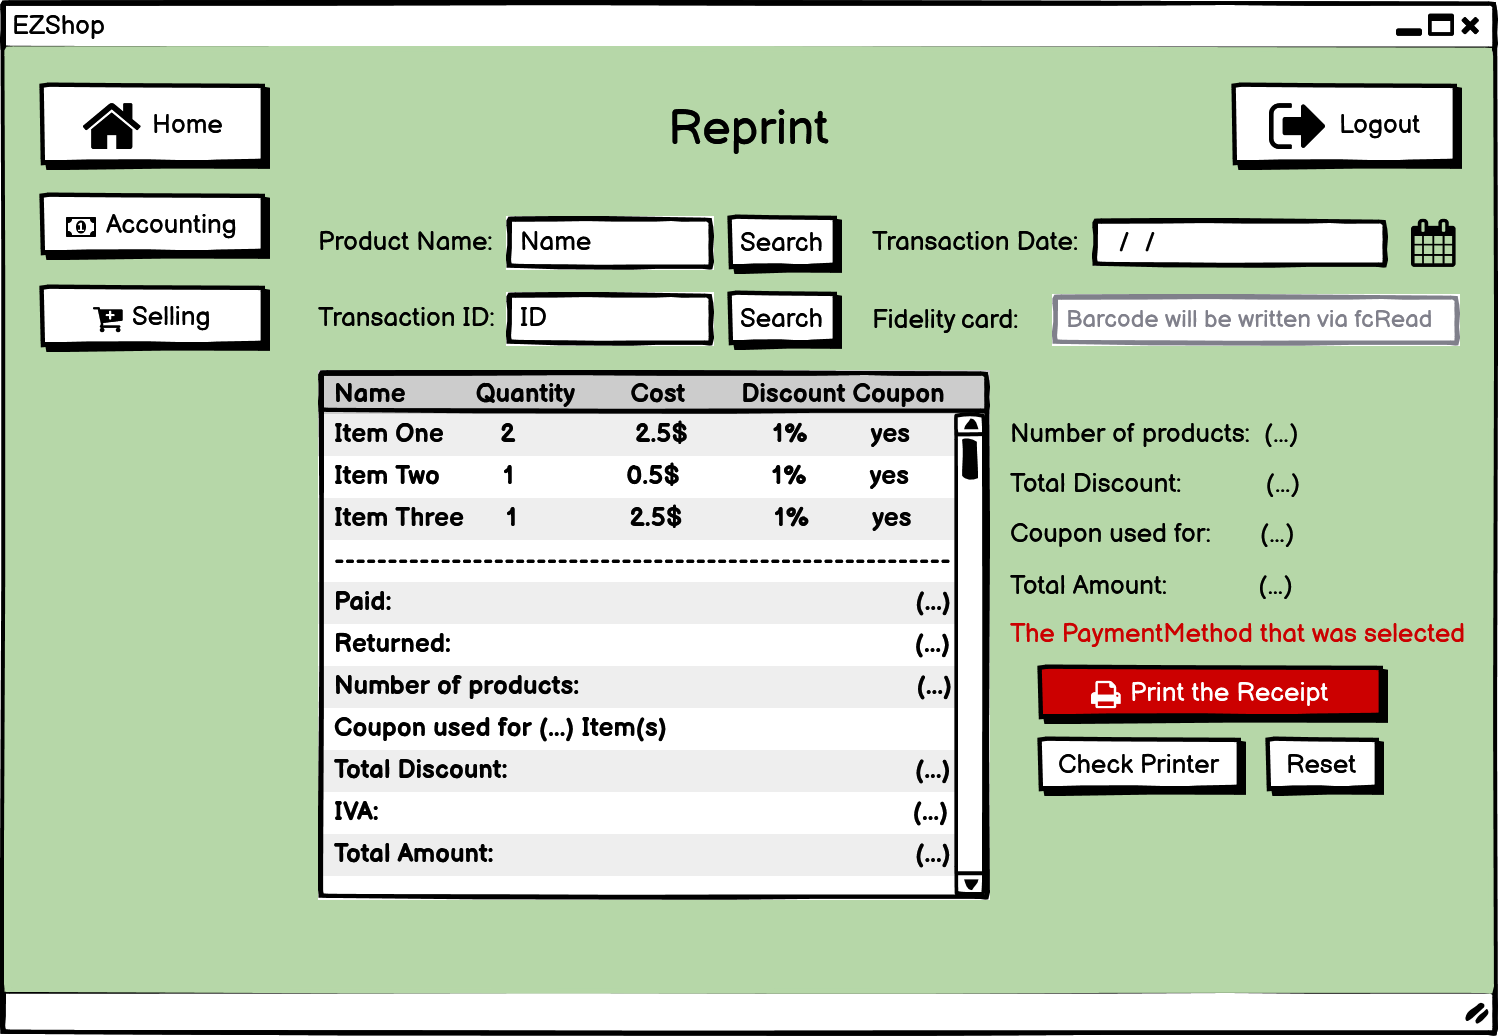 EZShop
Home
Reprint
Logout
Accounting
Product Name: Name Search Transaction Date: / /
Selling
Transaction ID: ID Search Fidelity card: Barcode will be written via fcRead
Name Quantity Cost Discount Coupon
Item One 2 2.5$ 1% yes
Item Two 1 0.5$ 1% yes
Item Three 1 2.5$ 1% yes
----------------------------------------------------------
Paid: (...)
Returned: (...)
Number of products: (...)
Coupon used for (...) Item(s)
Total Discount: (...)
IVA: (...)
Total Amount: (...)
Number of products: (...)
Total Discount: (...)
Coupon used for: (...)
Total Amount: (...)
The PaymentMethod that was selected
Print the Receipt
Check Printer
Reset